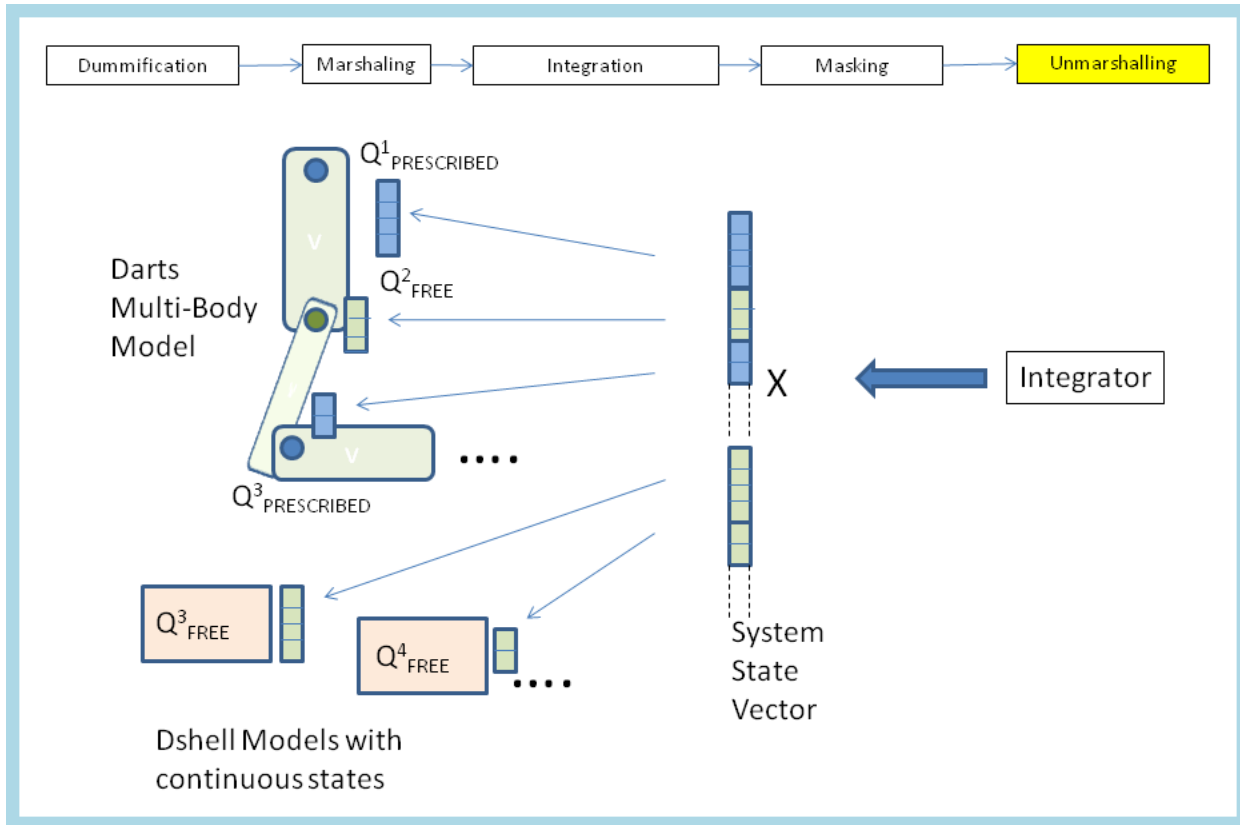 Dummification
Marshaling
Integration
Masking
Unmarshalling
Q¹PRESCRIBED
V
Q²FREE
Darts
Multi-Body
Model
X
Integrator
V
....
Q³PRESCRIBED
Q³FREE
Q⁴FREE
....
System
State
Vector
Dshell Models with
continuous states